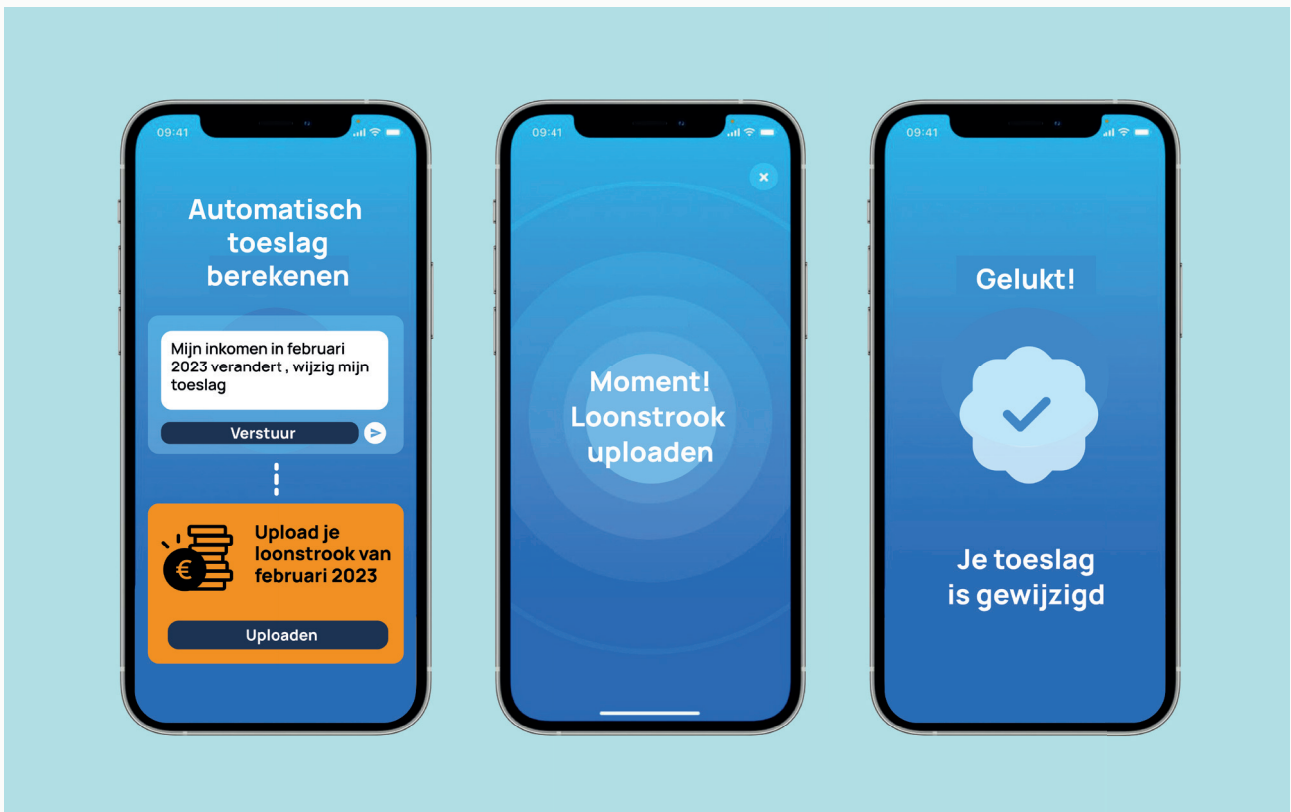 09:41
Automatisch
toeslag
berekenen
Mijn inkomen in februari
2023 verandert , wijzig mijn
toeslag
Verstuur
€
Upload je
loonstrook van
februari 2023
Uploaden
09:41
Moment!
Loonstrook
uploaden
09:41
Gelukt!
Je toeslag
is gewijzigd